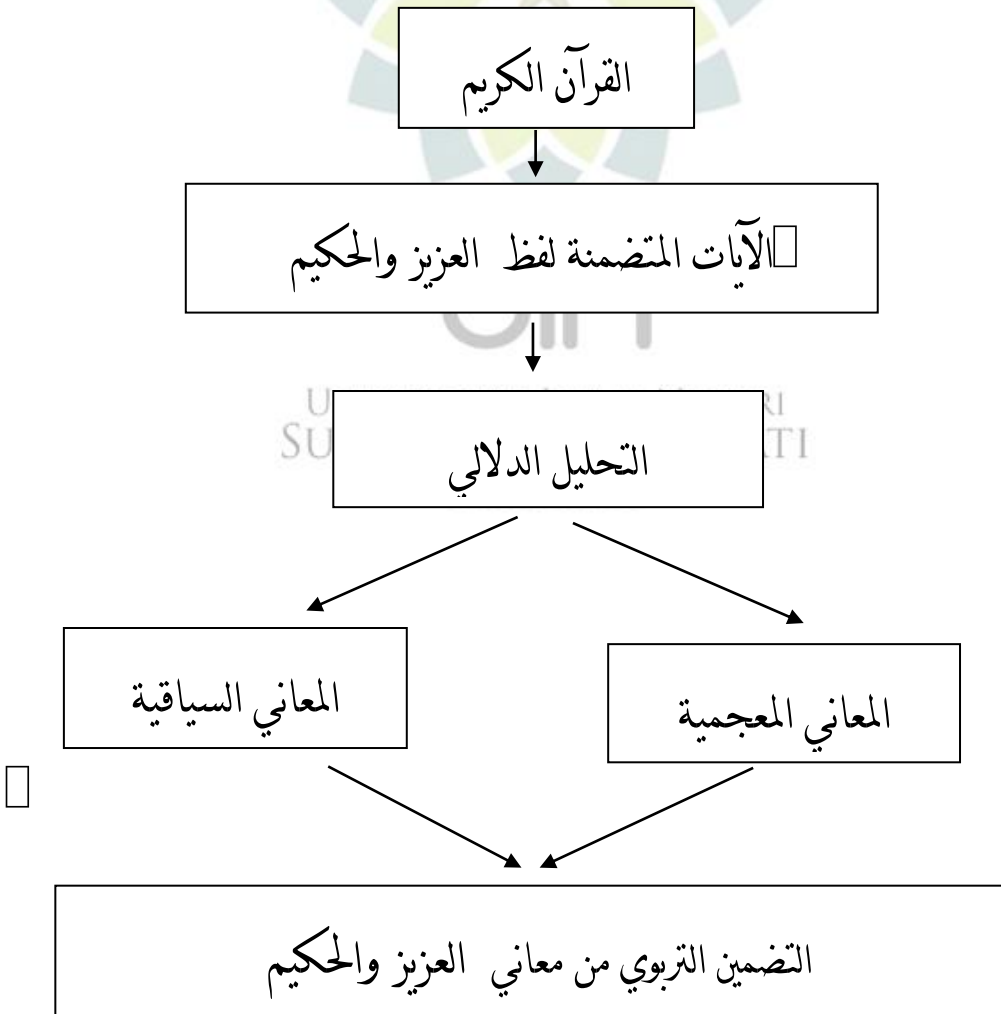 القرآن الكريم
الآيات المتضمنة لفظ العزيز والحكيم
التحليل الدلالي
المعاني المعجمية
المعاني السياقية
التضمين التربوي من معاني العزيز والحكيم